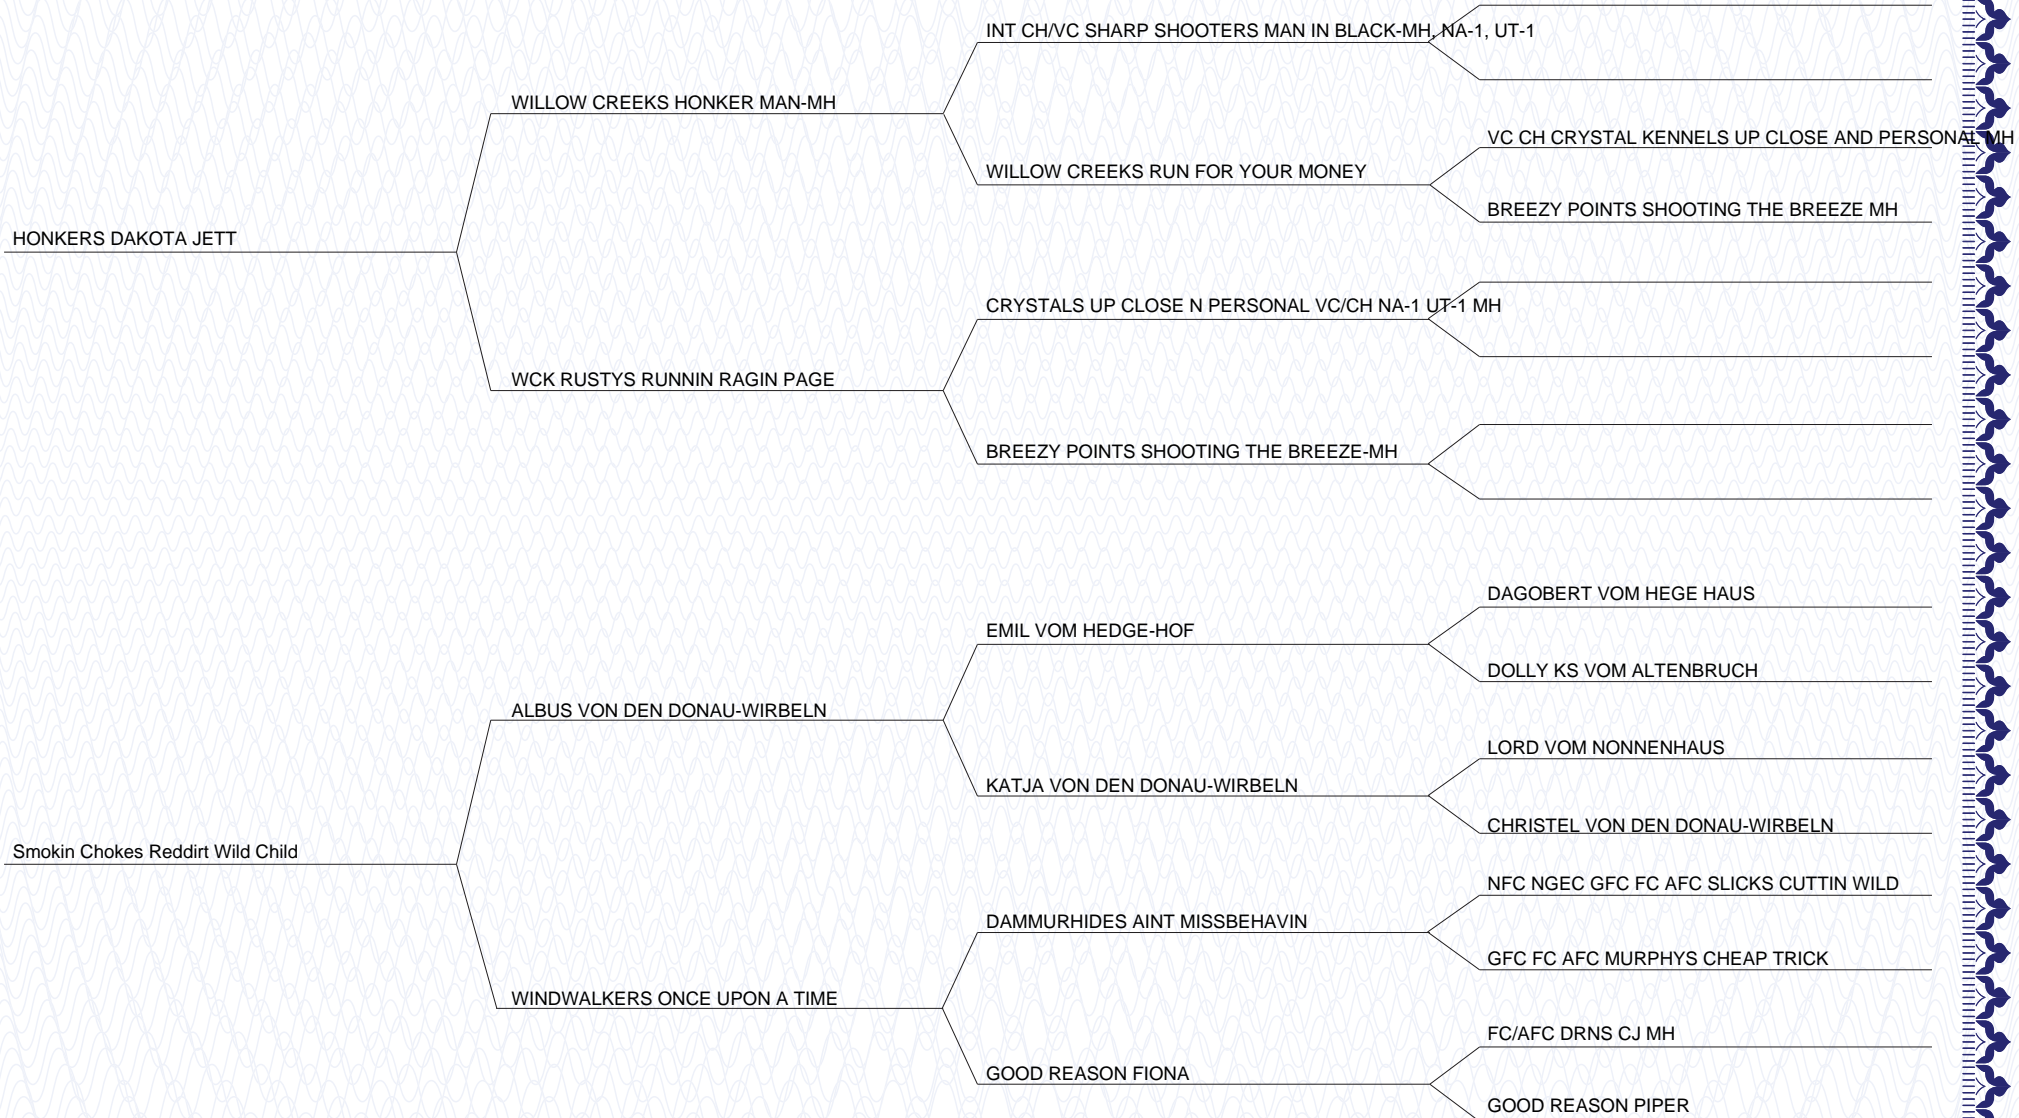 INT CH/VC SHARP SHOOTERS MAN IN BLACK-MH, NA-1, UT-1
WILLOW CREEKS HONKER MAN-MH
VC CH CRYSTAL KENNELS UP CLOSE AND PERSONAL MH
WILLOW CREEKS RUN FOR YOUR MONEY
BREEZY POINTS SHOOTING THE BREEZE MH
HONKERS DAKOTA JETT
CRYSTALS UP CLOSE N PERSONAL VC/CH NA-1 UT-1 MH
WCK RUSTYS RUNNIN RAGIN PAGE
BREEZY POINTS SHOOTING THE BREEZE-MH
DAGOBERT VOM HEGE HAUS
EMIL VOM HEDGE-HOF
DOLLY KS VOM ALTENBRUCH
ALBUS VON DEN DONAU-WIRBELN
LORD VOM NONNENHAUS
KATJA VON DEN DONAU-WIRBELN
CHRISTEL VON DEN DONAU-WIRBELN
Smokin Chokes Reddirt Wild Child
NFC NGEC GFC FC AFC SLICKS CUTTIN WILD
DAMMURHIDES AINT MISSBEHAVIN
GFC FC AFC MURPHYS CHEAP TRICK
WINDWALKERS ONCE UPON A TIME
FC/AFC DRNS CJ MH
GOOD REASON FIONA
GOOD REASON PIPER